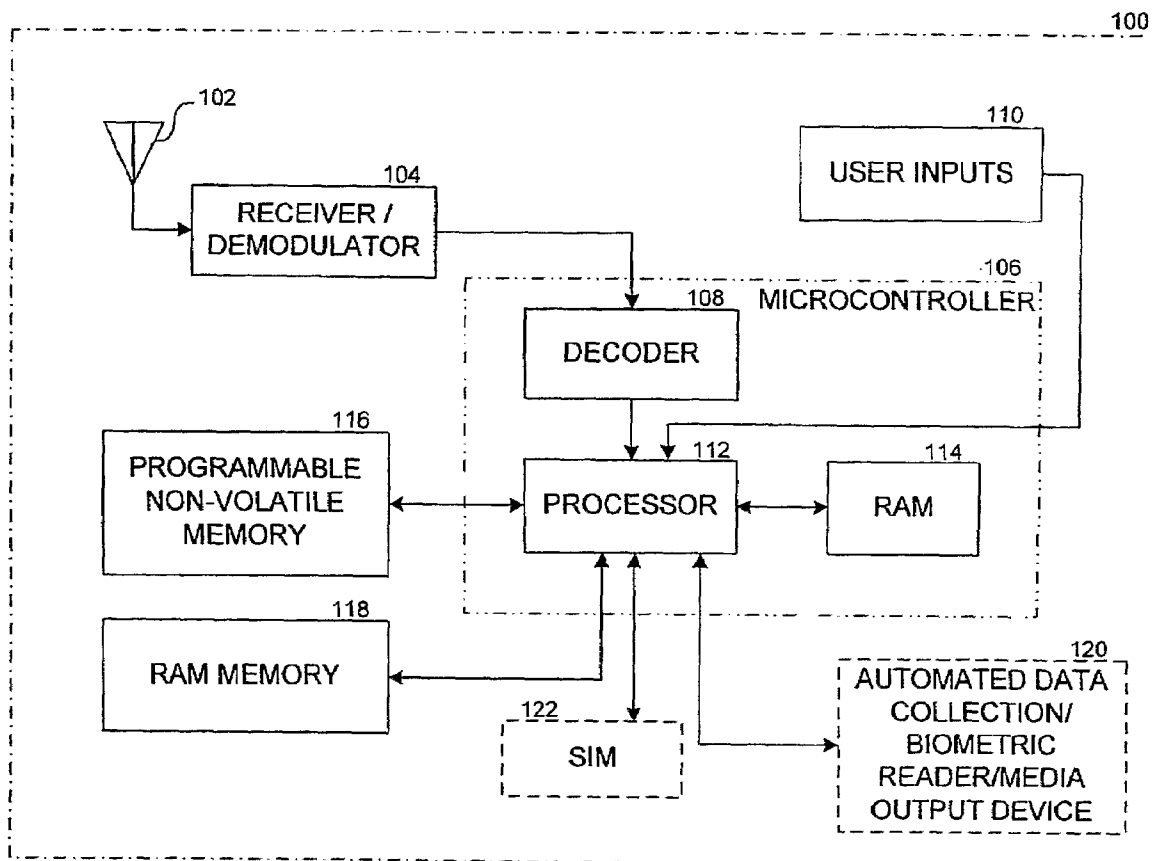 100
102
110
USER INPUTS
104
RECEIVER /
DEMODULATOR
106
MICROCONTROLLER
108
DECODER
116
PROGRAMMABLE
NON-VOLATILE
MEMORY
112
PROCESSOR
114
RAM
118
RAM MEMORY
122
SIM
120
AUTOMATED DATA
COLLECTION/
BIOMETRIC
READER/MEDIA
OUTPUT DEVICE